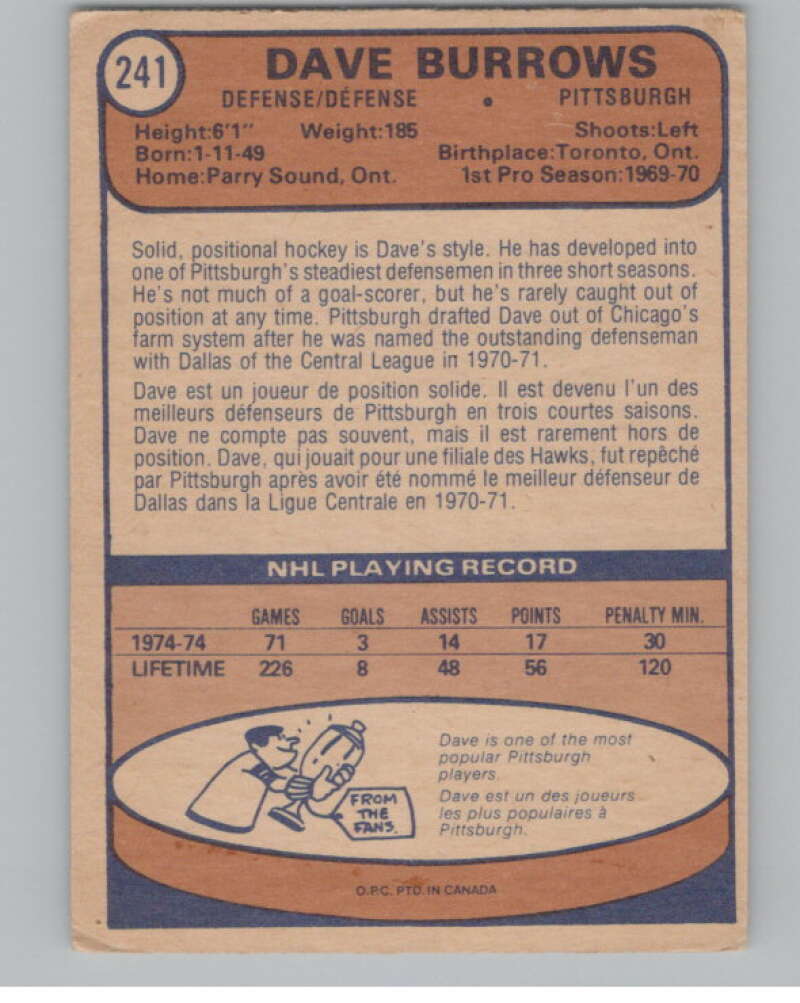 241
DAVE BURROWS
DEFENSE/DÉFENSE • PITTSBURGH
Height:6'1" Weight:185 Shoots:Left
Born:1-11-49 Birthplace:Toronto, Ont.
Home:Parry Sound, Ont. 1st Pro Season:1969-70
Solid, positional hockey is Dave's style. He has developed into
one of Pittsburgh's steadiest defensemen in three short seasons.
He's not much of a goal-scorer, but he's rarely caught out of
position at any time. Pittsburgh drafted Dave out of Chicago's
farm system after he was named the outstanding defenseman
with Dallas of the Central League in 1970-71.
Dave est un joueur de position solide. Il est devenu l'un des
meilleurs défenseurs de Pittsburgh en trois courtes saisons.
Dave ne compte pas souvent, mais il est rarement hors de
position. Dave, qui jouait pour une filiale des Hawks, fut repêché
par Pittsburgh après avoir été nommé le meilleur défenseur de
Dallas dans la Ligue Centrale en 1970-71.
NHL PLAYING RECORD
GAMES GOALS ASSISTS POINTS PENALTY MIN.
1974-74 71 3 14 17 30
LIFETIME 226 8 48 56 120
Dave is one of the most
popular Pittsburgh
players.
Dave est un des joueurs
les plus populaires à
Pittsburgh.
FROM
THE
FANS.
O.P.C. PTD. IN CANADA